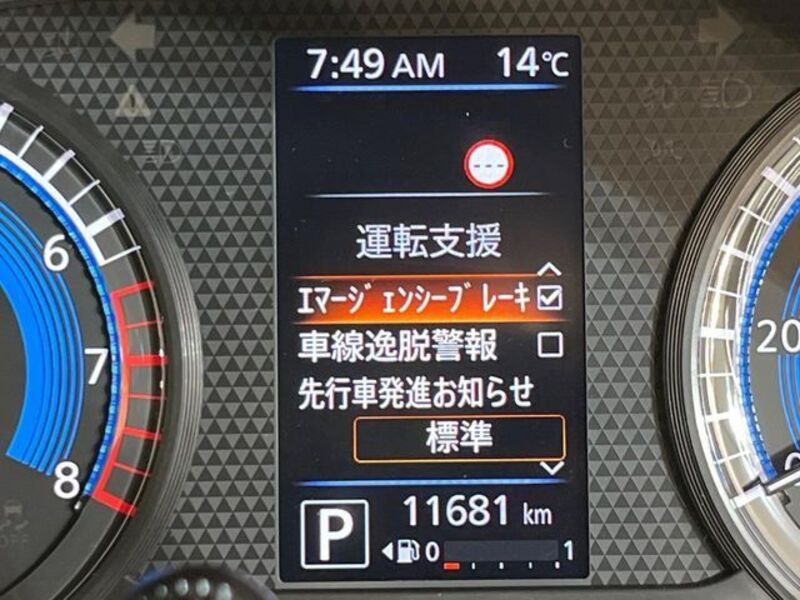 7:49 AM 14℃
---
運転支援
ｴﾏｰｼﾞｪﾝｼｰﾌﾞﾚｰｷ
車線逸脱警報
先行車発進お知らせ
標準
P 11681 km
0 1
6
7
8
20